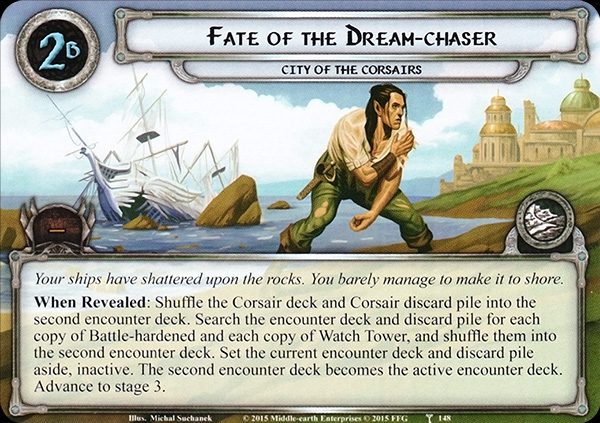 2B
FATE OF THE DREAM-CHASER
CITY OF THE CORSAIRS
–
Your ships have shattered upon the rocks. You barely manage to make it to shore.
When Revealed: Shuffle the Corsair deck and Corsair discard pile into the
second encounter deck. Search the encounter deck and discard pile for each
copy of Battle-hardened and each copy of Watch Tower, and shuffle them into
the second encounter deck. Set the current encounter deck and discard pile
aside, inactive. The second encounter deck becomes the active encounter deck.
Advance to stage 3.
Illus. Michal Suchanek © 2015 Middle-earth Enterprises © 2015 FFG 148